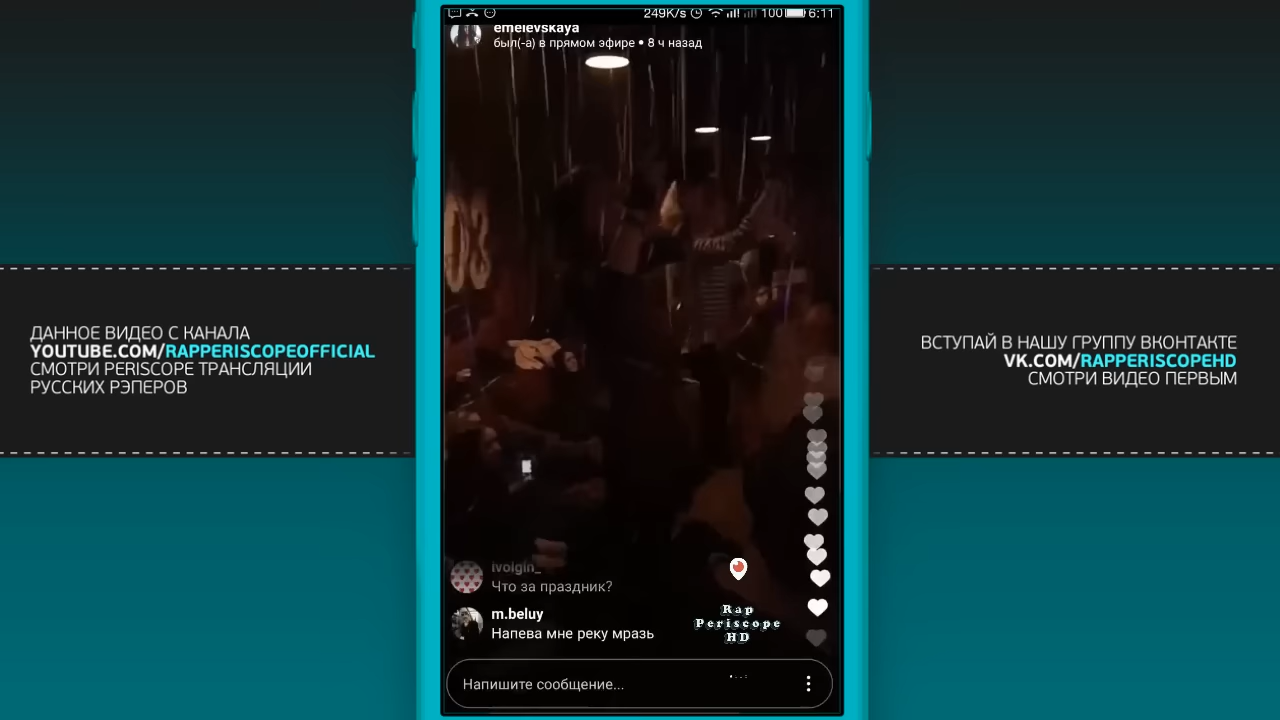 249K/s 100 6:11
emelevskaya
был(-а) в прямом эфире • 8 ч назад
ДАННОЕ ВИДЕО С КАНАЛА
YOUTUBE.COM/RAPPERISCOPEOFFICIAL
СМОТРИ PERISCOPE ТРАНСЛЯЦИИ
РУССКИХ РЭПЕРОВ
ВСТУПАЙ В НАШУ ГРУППУ ВКОНТАКТЕ
VK.COM/RAPPERISCOPEHD
СМОТРИ ВИДЕО ПЕРВЫМ
ivolgin_
Что за праздник?
m.beluy
Напева мне реку мразь
Rap
Periscope
HD
Напишите сообщение...